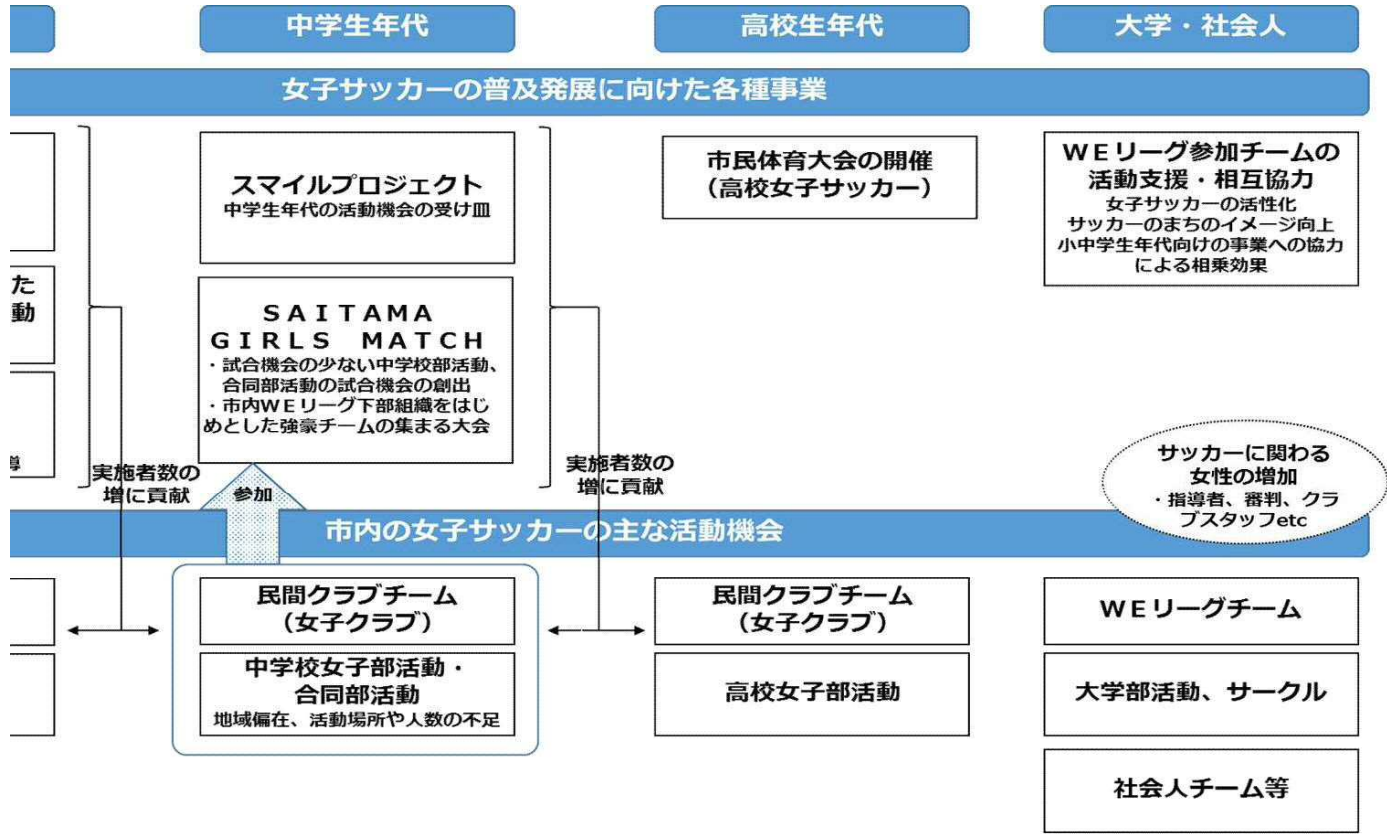 中学生年代
高校生年代
大学・社会人
女子サッカーの普及発展に向けた各種事業
スマイルプロジェクト
中学生年代の活動機会の受け皿
市民体育大会の開催
（高校女子サッカー）
ＷＥリーグ参加チームの
活動支援・相互協力
女子サッカーの活性化
サッカーのまちのイメージ向上
小中学生年代向けの事業への協力
による相乗効果
た
動
ＳＡＩＴＡＭＡ
ＧＩＲＬＳ　ＭＡＴＣＨ
・試合機会の少ない中学校部活動、
合同部活動の試合機会の創出
・市内ＷＥリーグ下部組織をはじ
めとした強豪チームの集まる大会
導
実施者数の
増に貢献
参加
実施者数の
増に貢献
サッカーに関わる
女性の増加
・指導者、審判、クラ
ブスタッフetc
市内の女子サッカーの主な活動機会
民間クラブチーム
（女子クラブ）
中学校女子部活動・
合同部活動
地域偏在、活動場所や人数の不足
民間クラブチーム
（女子クラブ）
高校女子部活動
ＷＥリーグチーム
大学部活動、サークル
社会人チーム等